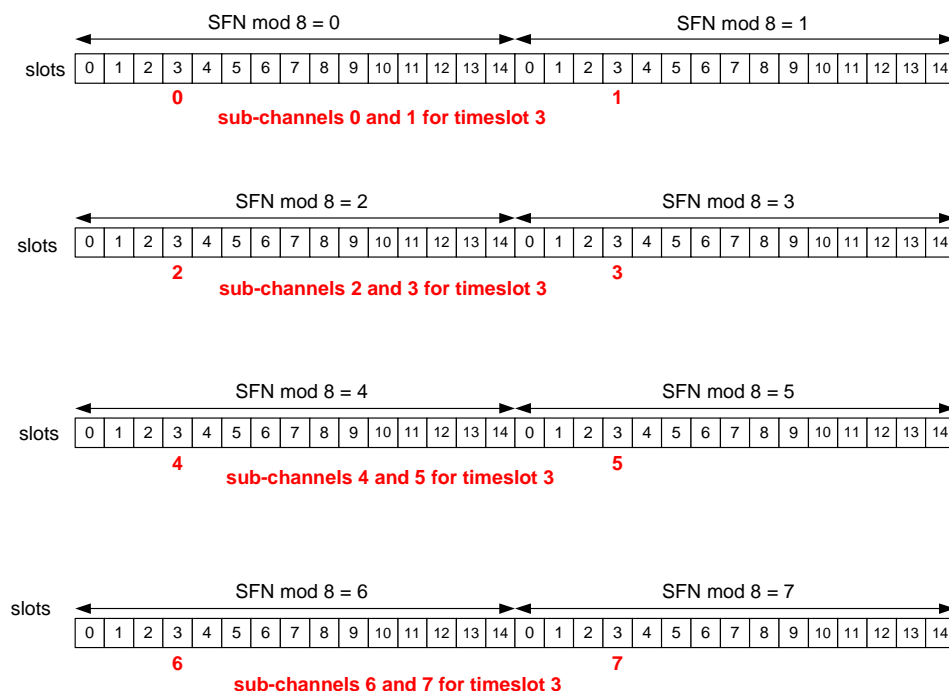 SFN mod 8 = 0 SFN mod 8 = 1
slots 0 1 2 3 4 5 6 7 8 9 10 11 12 13 14 0 1 2 3 4 5 6 7 8 9 10 11 12 13 14
0 1
sub-channels 0 and 1 for timeslot 3
SFN mod 8 = 2 SFN mod 8 = 3
slots 0 1 2 3 4 5 6 7 8 9 10 11 12 13 14 0 1 2 3 4 5 6 7 8 9 10 11 12 13 14
2 3
sub-channels 2 and 3 for timeslot 3
SFN mod 8 = 4 SFN mod 8 = 5
slots 0 1 2 3 4 5 6 7 8 9 10 11 12 13 14 0 1 2 3 4 5 6 7 8 9 10 11 12 13 14
4 5
sub-channels 4 and 5 for timeslot 3
SFN mod 8 = 6 SFN mod 8 = 7
slots 0 1 2 3 4 5 6 7 8 9 10 11 12 13 14 0 1 2 3 4 5 6 7 8 9 10 11 12 13 14
6 7
sub-channels 6 and 7 for timeslot 3